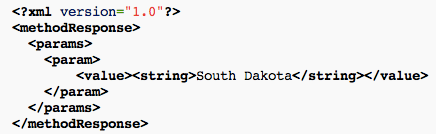 <?xml version="1.0"?>
<methodResponse>
  <params>
    <param>
        <value><string>South Dakota</string></value>
    </param>
  </params>
</methodResponse>